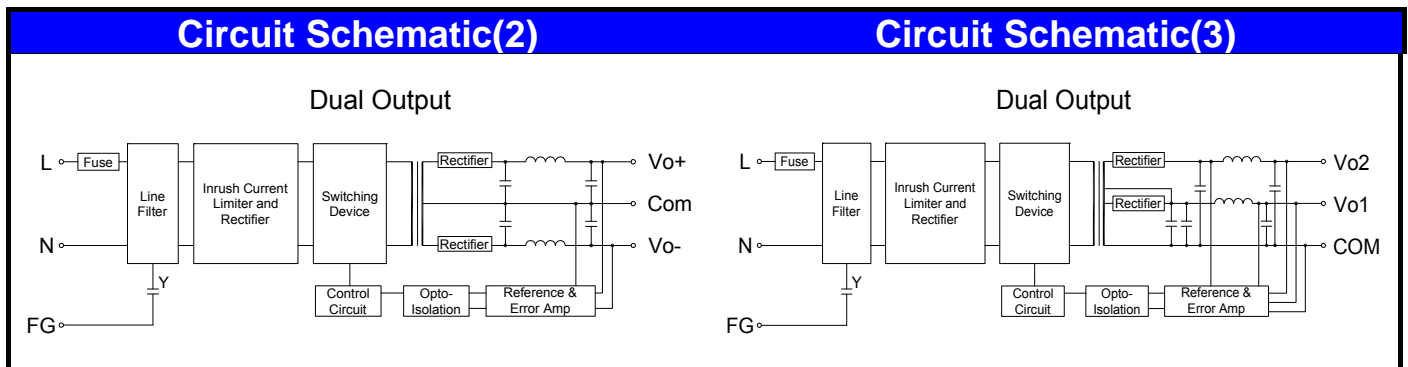 Circuit Schematic(2)
Circuit Schematic(3)
Dual Output
L
Fuse
Line
Filter
Inrush Current
Limiter and
Rectifier
Switching
Device
Rectifier
Vo+
Com
N
Rectifier
Vo-
Y
Control
Circuit
Opto-
Isolation
Reference &
Error Amp
FG
Dual Output
L
Fuse
Line
Filter
Inrush Current
Limiter and
Rectifier
Switching
Device
Rectifier
Vo2
Rectifier
Vo1
N
COM
Y
Control
Circuit
Opto-
Isolation
Reference &
Error Amp
FG